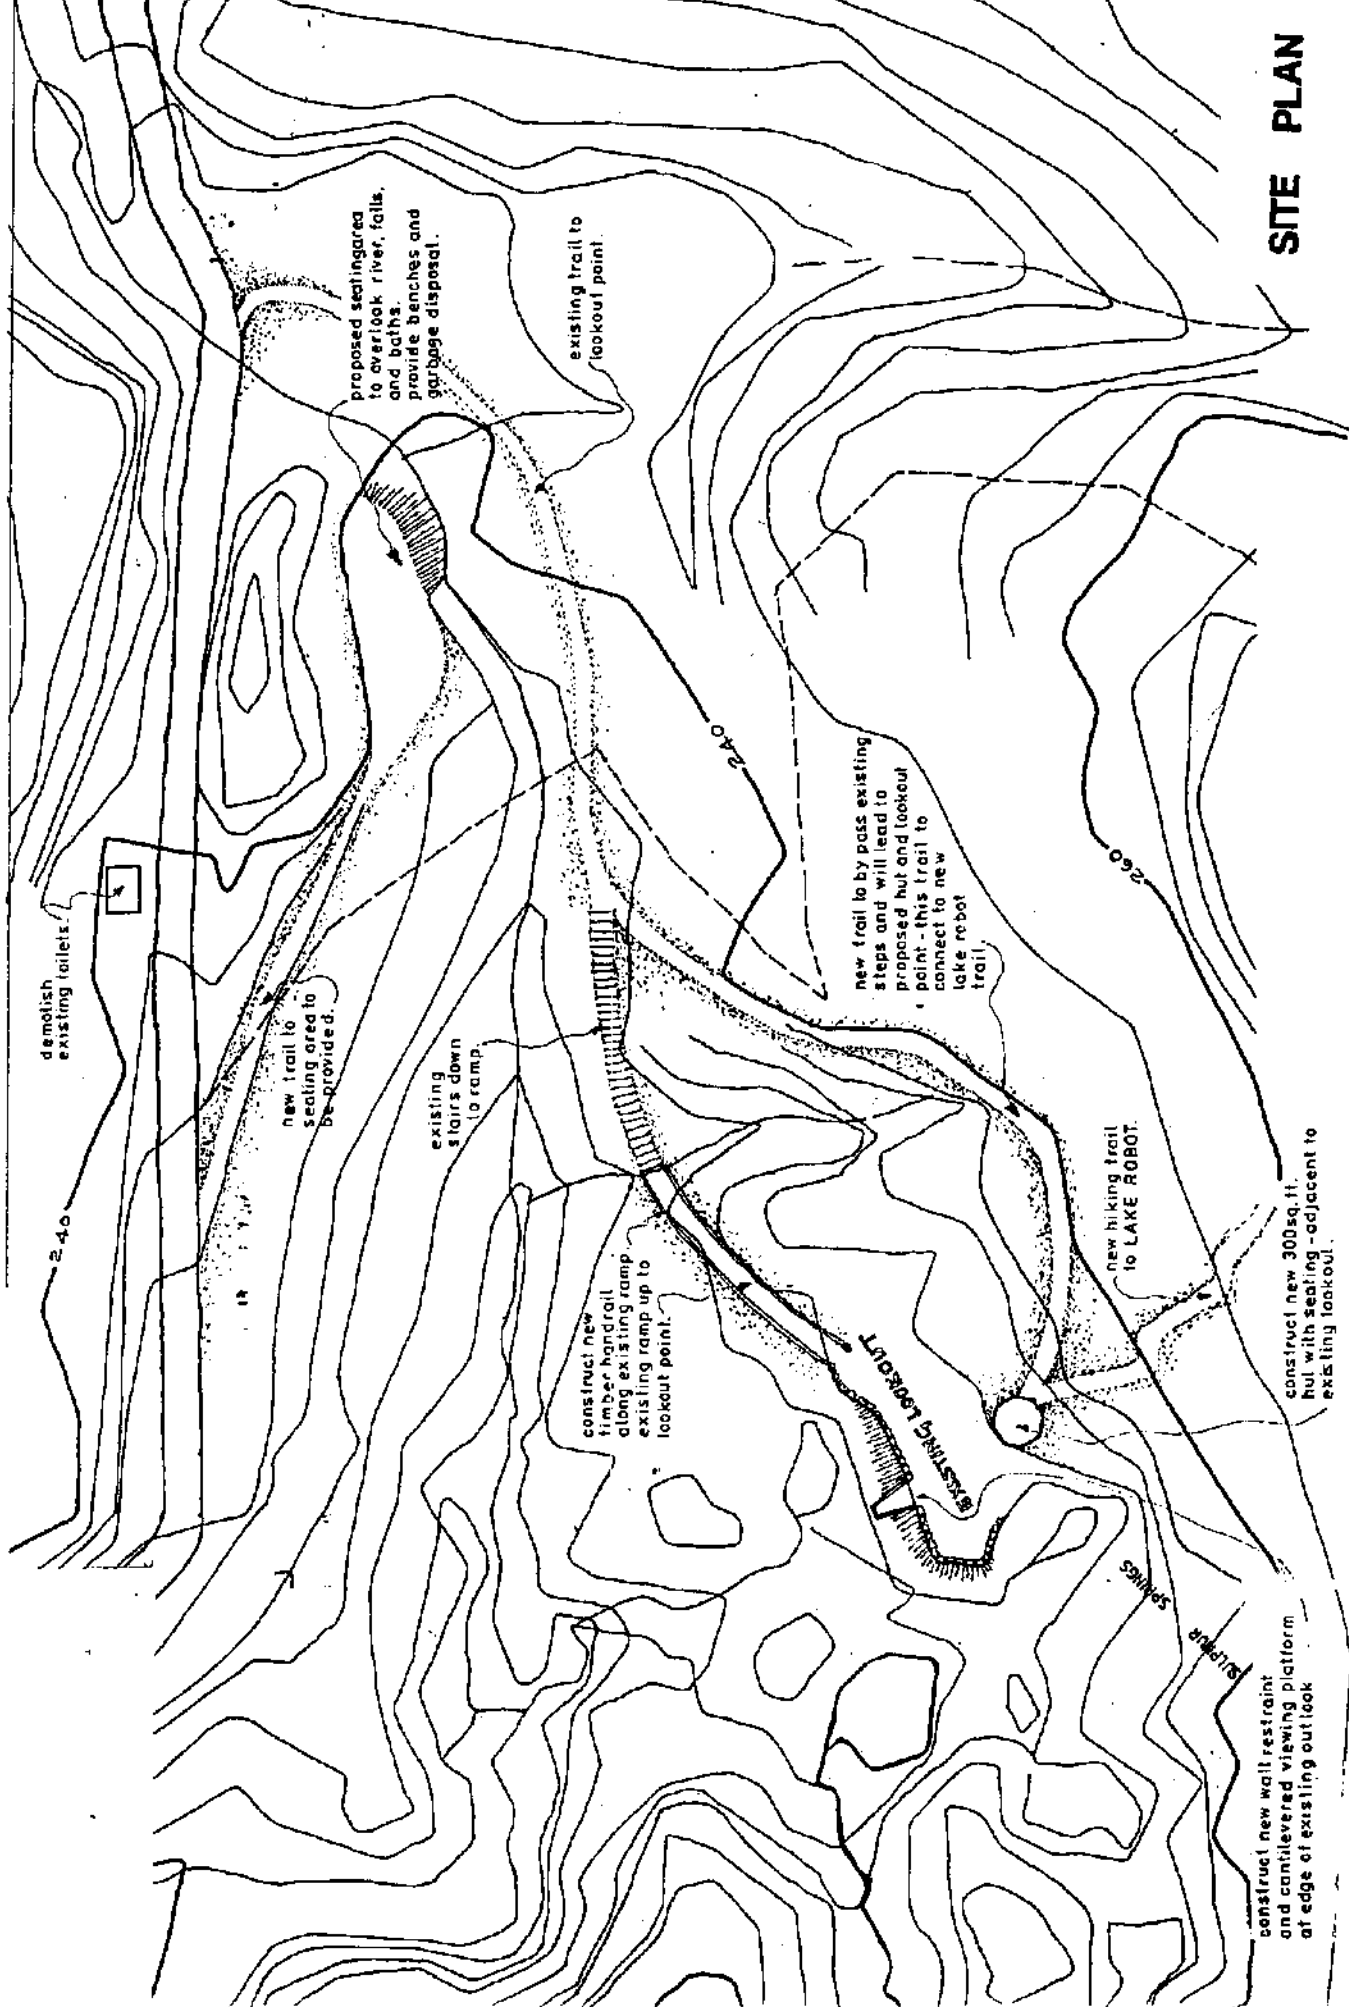 SITE PLAN
proposed seatingarea
to overlook river, falls,
and baths.
provide benches and
garbage disposal.
existing trail to
lookout point.
demolish
existing toilets.
new trail to
seating area to
be provided.
existing
stairs down
to ramp.
240
240
260
new trail to by pass existing
steps and will lead to
proposed hut and lookout
point - this trail to
connect to new
lake robot
trail.
construct new
timber handrail
along existing ramp
existing ramp up to
lookout point.
EXISTING LOOKOUT
new hiking trail
to LAKE ROBOT.
construct new 300sq.ft.
hut with seating - adjacent to
existing lookout.
SULPHUR SPRINGS
construct new wall restraint
and cantilevered viewing platform
at edge of existing outlook